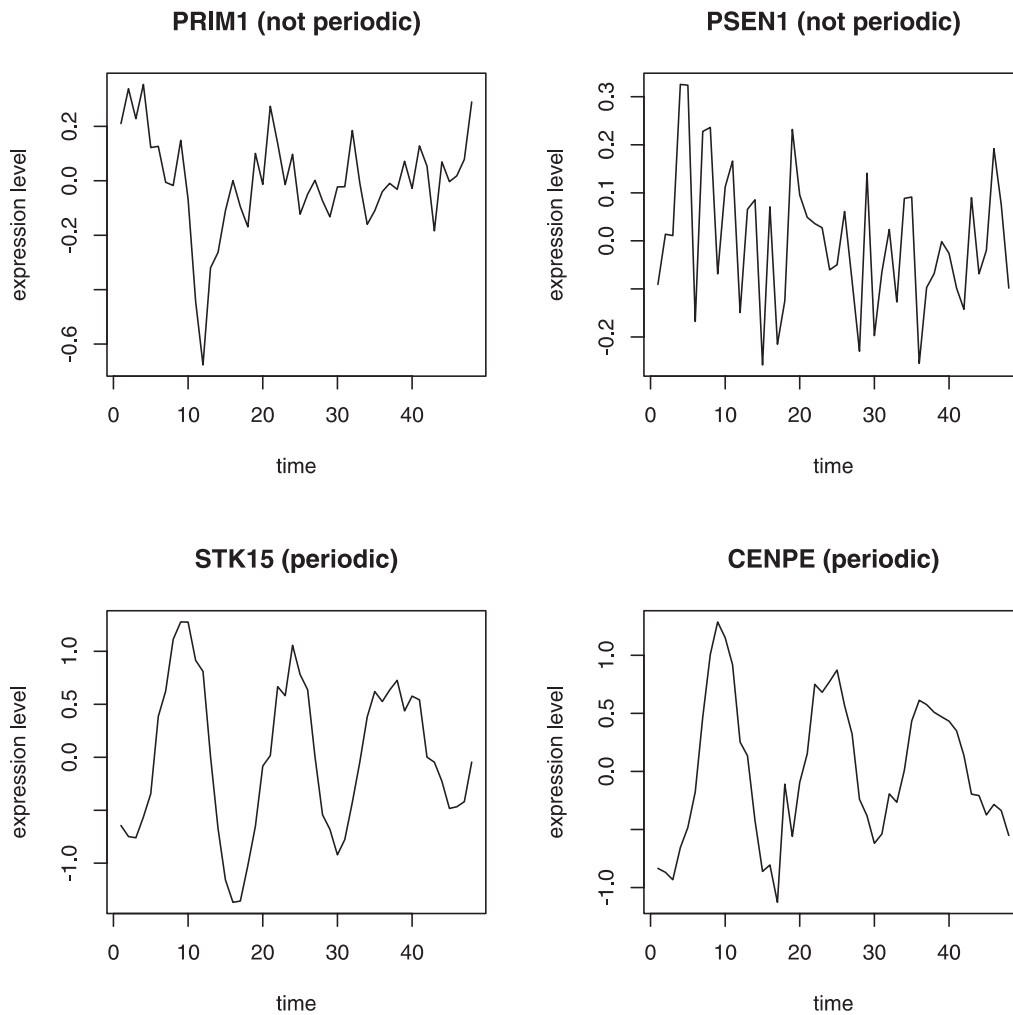 PRIM1 (not periodic)
expression level
0.2
0.0
-0.2
-0.6
0 10 20 30 40
time
PSEN1 (not periodic)
expression level
0.3
0.2
0.1
0.0
-0.2
0 10 20 30 40
time
STK15 (periodic)
expression level
1.0
0.5
0.0
-1.0
0 10 20 30 40
time
CENPE (periodic)
expression level
1.0
0.5
0.0
-1.0
0 10 20 30 40
time